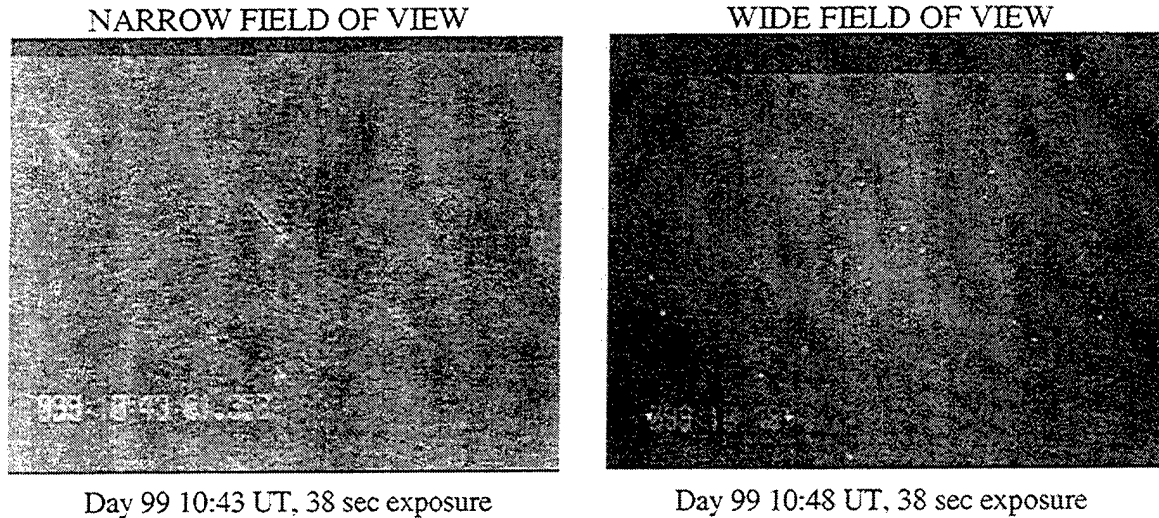 NARROW FIELD OF VIEW
WIDE FIELD OF VIEW
Day 99 10:43 UT, 38 sec exposure
Day 99 10:48 UT, 38 sec exposure